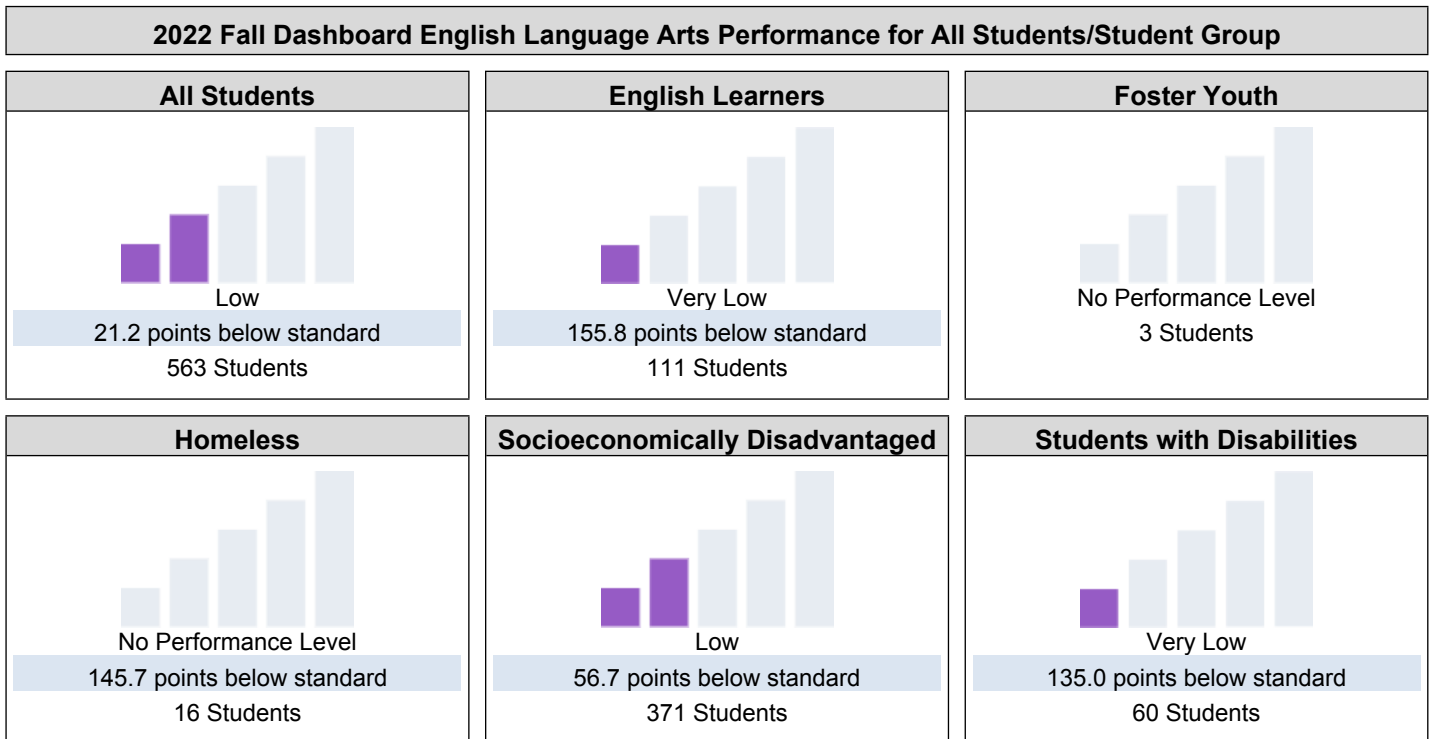 2022 Fall Dashboard English Language Arts Performance for All Students/Student Group
All Students
Low
21.2 points below standard
563 Students
English Learners
Very Low
155.8 points below standard
111 Students
Foster Youth
No Performance Level
3 Students
Homeless
No Performance Level
145.7 points below standard
16 Students
Socioeconomically Disadvantaged
Low
56.7 points below standard
371 Students
Students with Disabilities
Very Low
135.0 points below standard
60 Students